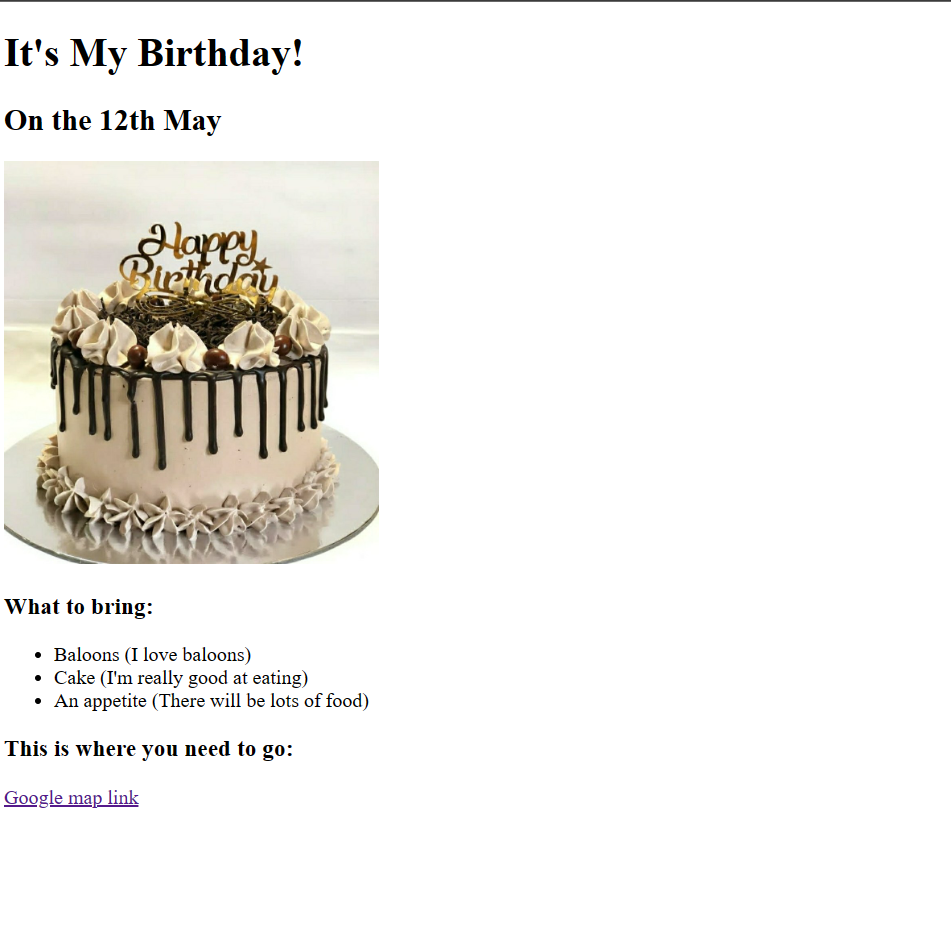 It's My Birthday!
On the 12th May
Happy
Birthday
What to bring:
Baloons (I love baloons)
Cake (I'm really good at eating)
An appetite (There will be lots of food)
This is where you need to go:
Google map link